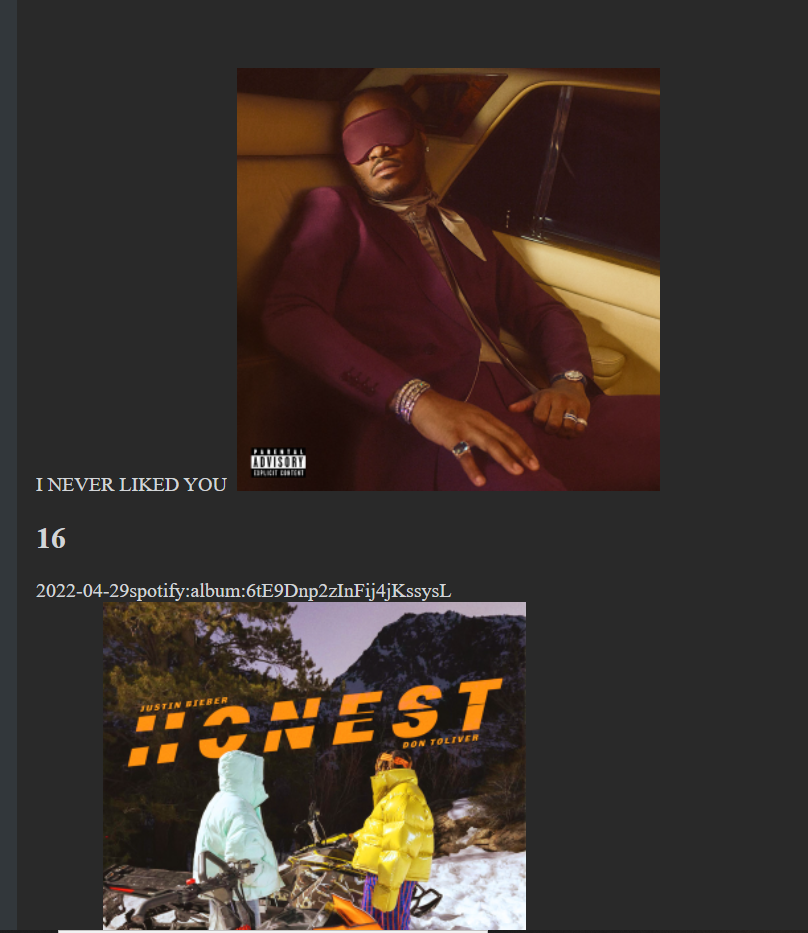 PARENTAL
ADVISORY
EXPLICIT CONTENT
I NEVER LIKED YOU
16
2022-04-29spotify:album:6tE9Dnp2zInFij4jKssysL
JUSTIN BIEBER
HONEST
DON TOLIVER